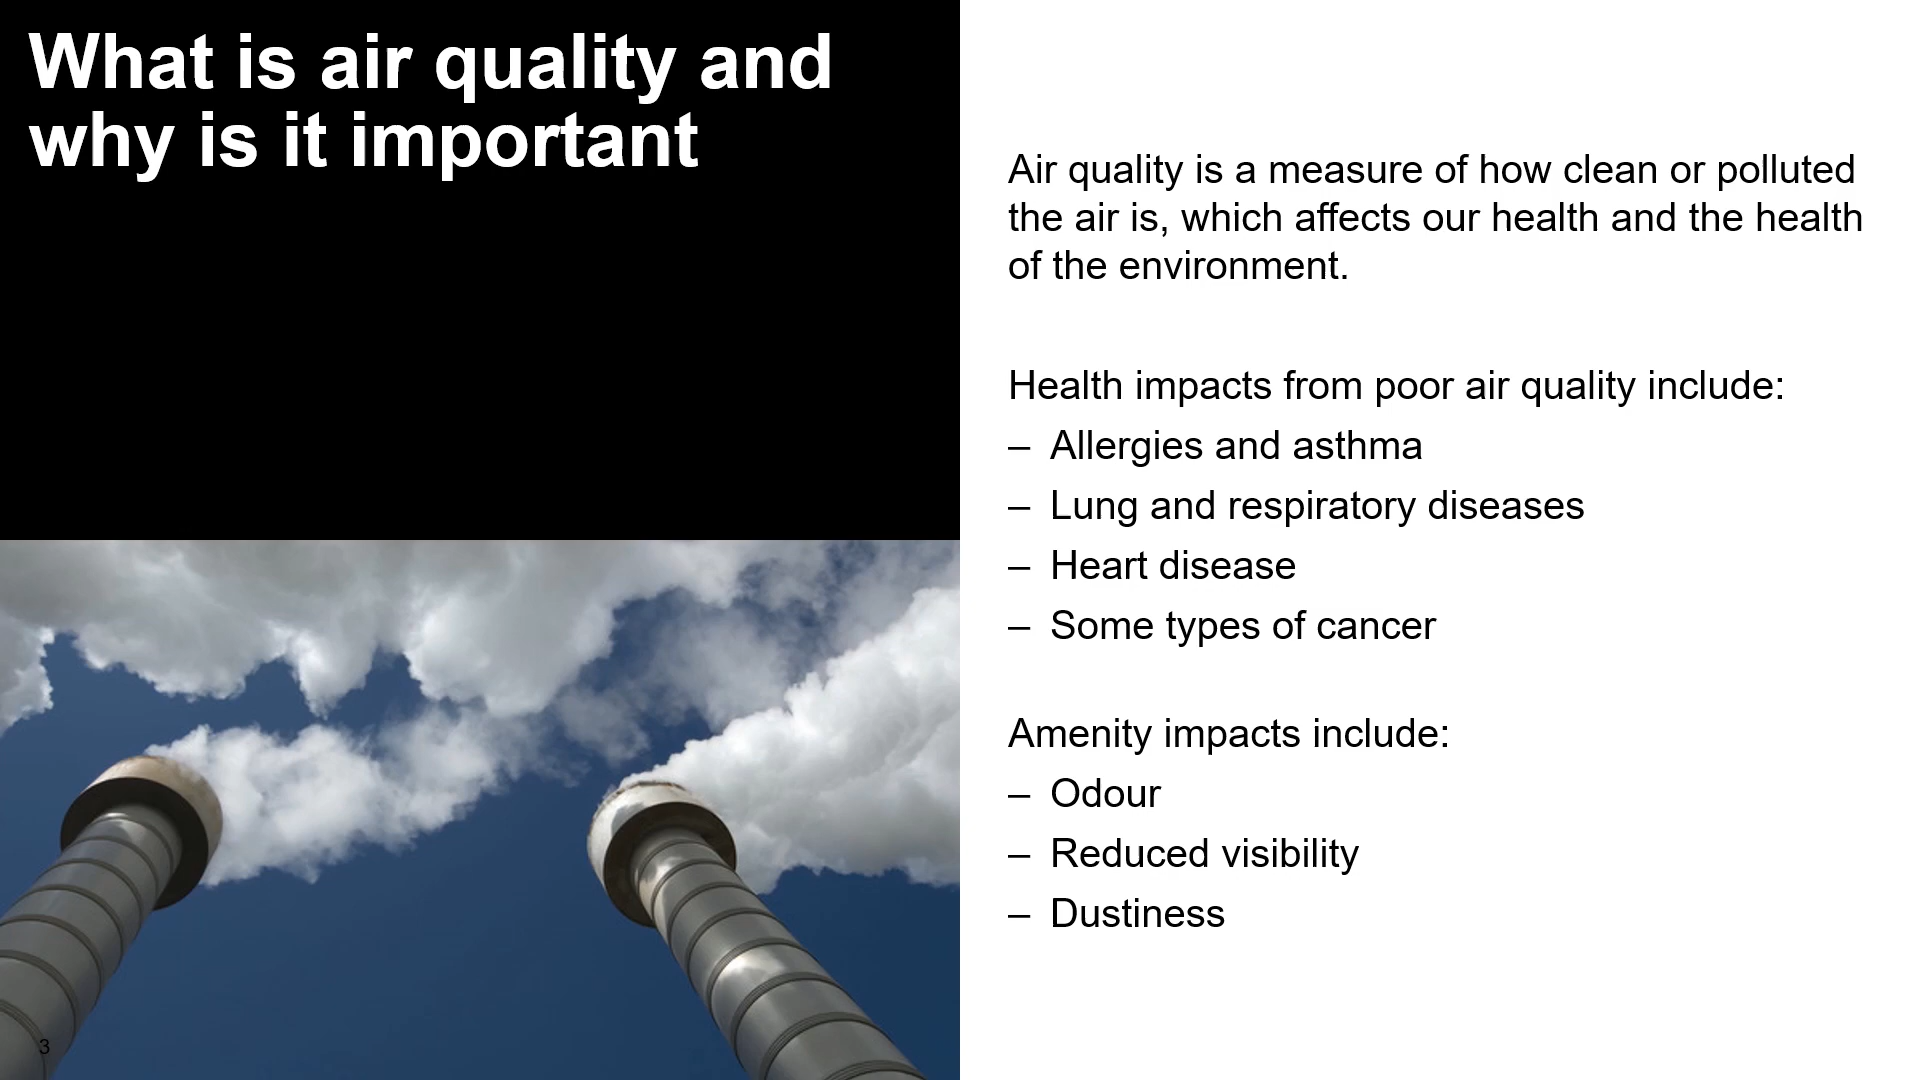 What is air quality and
why is it important
Air quality is a measure of how clean or polluted
the air is, which affects our health and the health
of the environment.
Health impacts from poor air quality include:
– Allergies and asthma
– Lung and respiratory diseases
– Heart disease
– Some types of cancer
Amenity impacts include:
– Odour
– Reduced visibility
– Dustiness
3